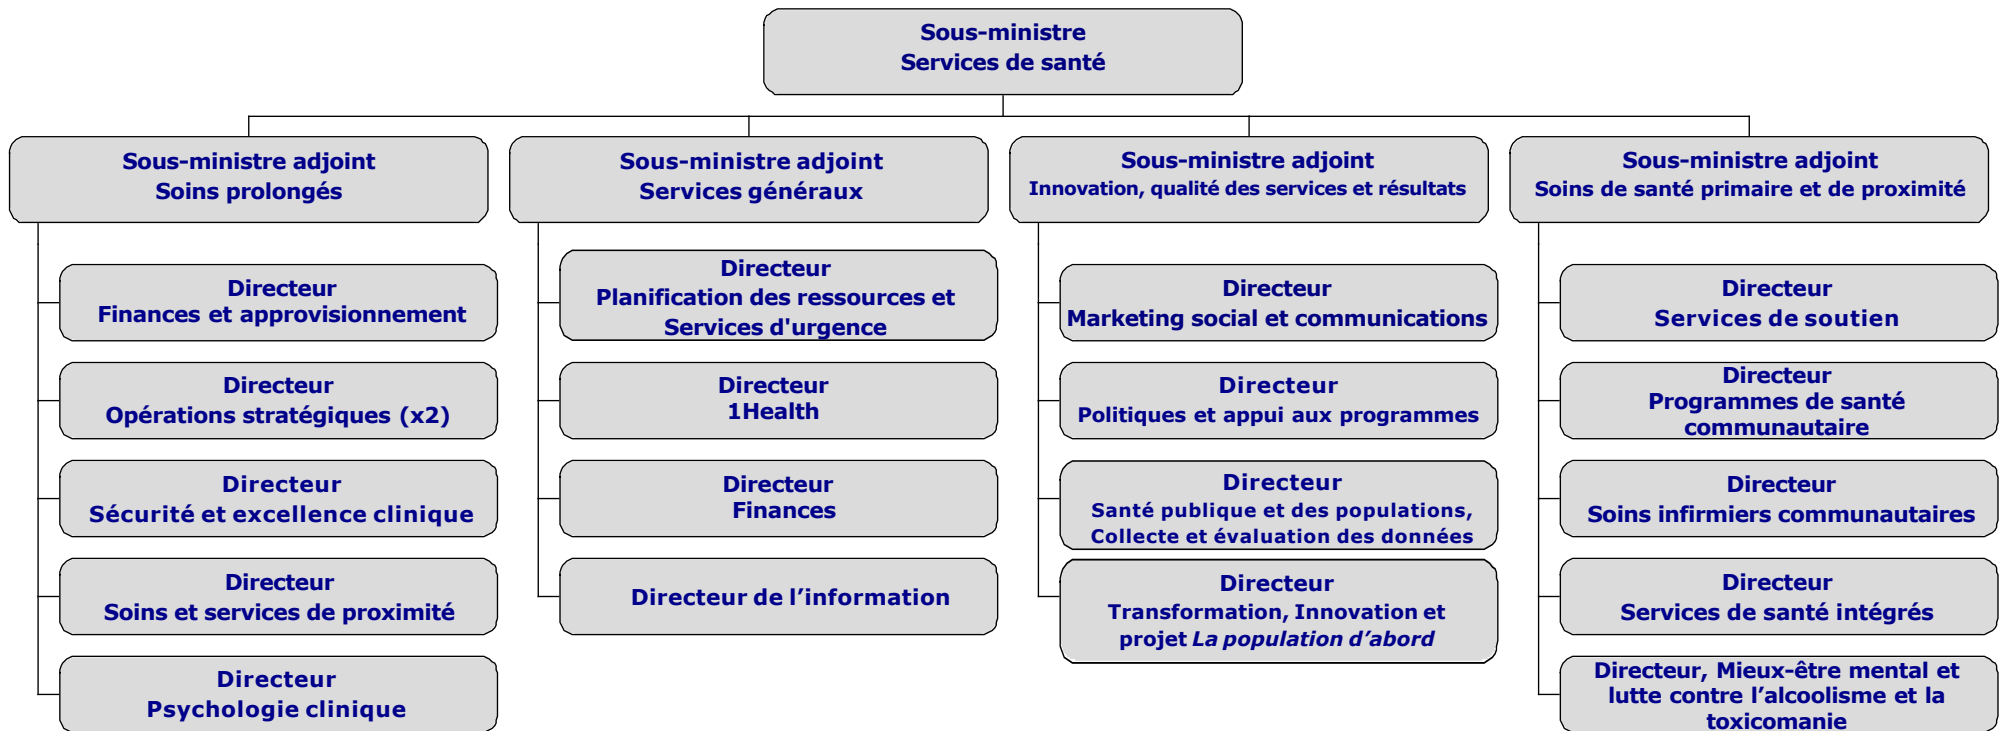 Sous-ministre
Services de santé
Sous-ministre adjoint
Soins prolongés
Directeur
Finances et approvisionnement
Directeur
Opérations stratégiques (x2)
Directeur
Sécurité et excellence clinique
Directeur
Soins et services de proximité
Directeur
Psychologie clinique
Sous-ministre adjoint
Services généraux
Directeur
Planification des ressources et
Services d'urgence
Directeur
1Health
Directeur
Finances
Directeur de l’information
Sous-ministre adjoint
Innovation, qualité des services et résultats
Directeur
Marketing social et communications
Directeur
Politiques et appui aux programmes
Directeur
Santé publique et des populations,
Collecte et évaluation des données
Directeur
Transformation, Innovation et
projet La population d’abord
Sous-ministre adjoint
Soins de santé primaire et de proximité
Directeur
Services de soutien
Directeur
Programmes de santé
communautaire
Directeur
Soins infirmiers communautaires
Directeur
Services de santé intégrés
Directeur, Mieux-être mental et
lutte contre l’alcoolisme et la
toxicomanie